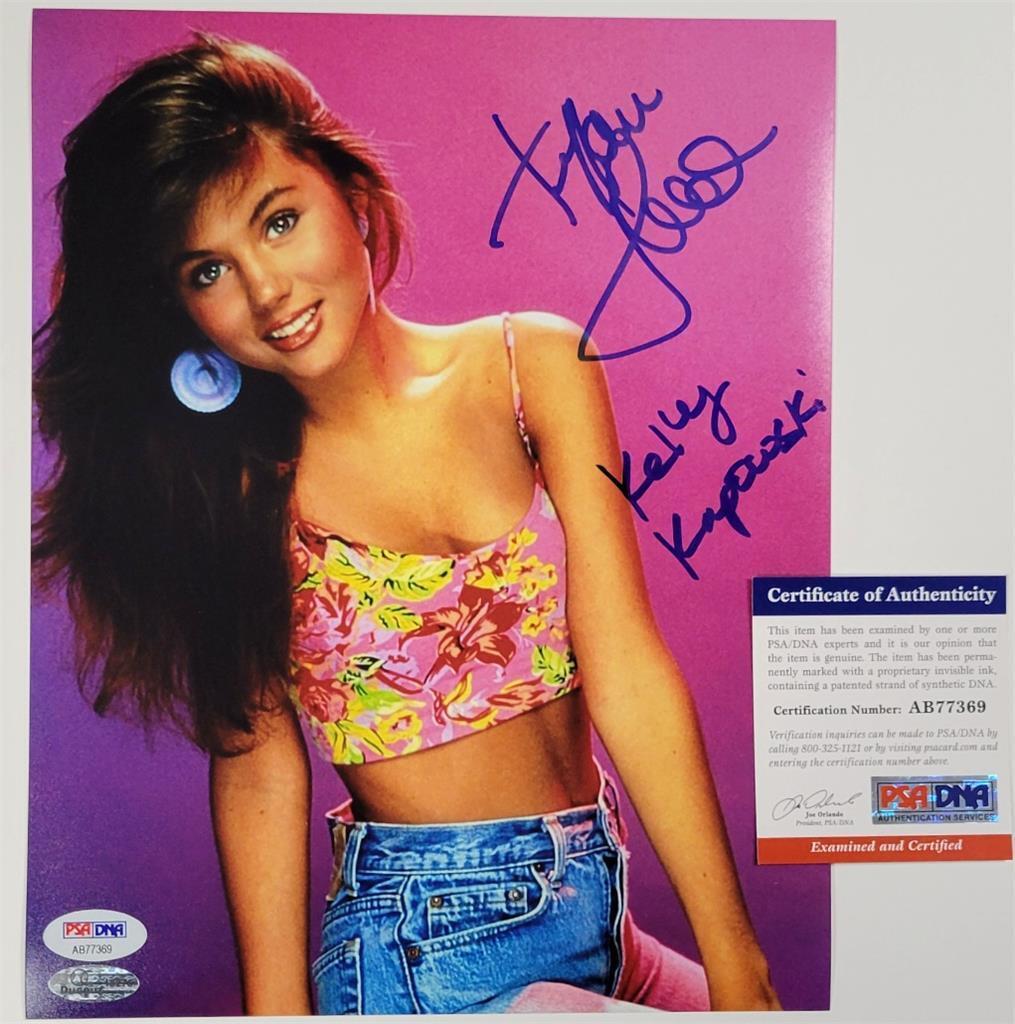 Kelly
Kapowski
Certificate of Authenticity
This item has been examined by one or more
PSA/DNA experts and it is our opinion that
the item is genuine. The item has been perma-
nently marked with a proprietary invisible ink,
containing a patented strand of synthetic DNA.
Certification Number: AB77369
Verification inquiries can be made to PSA/DNA by
calling 800-325-1121 or by visiting psacard.com and
entering the certification number above.
Joe Orlando
President, PSA/DNA
PSA DNA
AUTHENTICATION SERVICES
Examined and Certified
PSA DNA
AB77369